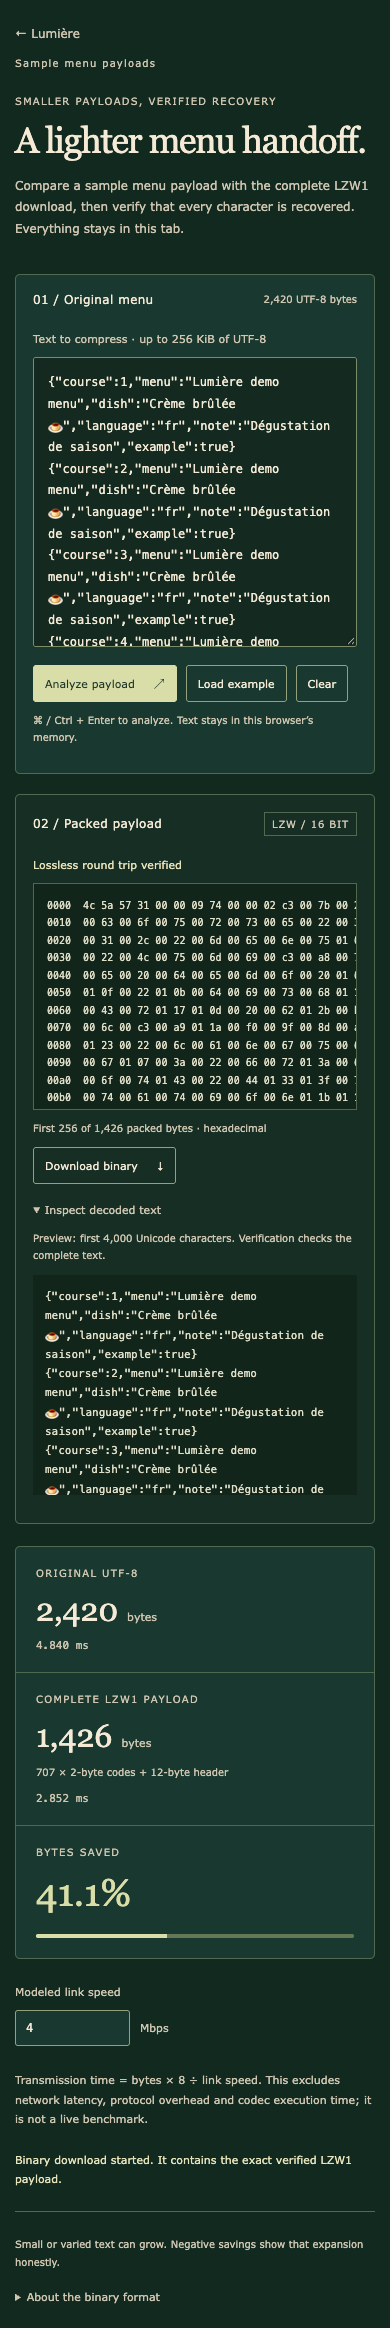 ← Lumière
Sample menu payloads
SMALLER PAYLOADS, VERIFIED RECOVERY
A lighter menu handoff.
Compare a sample menu payload with the complete LZW1
download, then verify that every character is recovered.
Everything stays in this tab.
01 / Original menu
2,420 UTF-8 bytes
Text to compress · up to 256 KiB of UTF-8
{"course":1,"menu":"Lumière demo
menu","dish":"Crème brûlée
🍮","language":"fr","note":"Dégustation
de saison","example":true}
{"course":2,"menu":"Lumière demo
menu","dish":"Crème brûlée
🍮","language":"fr","note":"Dégustation
de saison","example":true}
{"course":3,"menu":"Lumière demo
menu","dish":"Crème brûlée
🍮","language":"fr","note":"Dégustation
de saison","example":true}
{"course":4,"menu":"Lumière demo
Analyze payload ↗
Load example
Clear
⌘ / Ctrl + Enter to analyze. Text stays in this browser's
memory.
02 / Packed payload
LZW / 16 BIT
Lossless round trip verified
0000 4c 5a 57 31 00 00 09 74 00 00 02 c3 00 7b 00
0010 00 63 00 6f 00 75 00 72 00 73 00 65 00 22 00
0020 00 31 00 2c 00 22 00 6d 00 65 00 6e 00 75 01
0030 00 22 00 4c 00 75 00 6d 00 69 00 c3 00 a8 00
0040 00 65 00 20 00 64 00 65 00 6d 00 6f 00 20 01
0050 01 0f 00 22 01 0b 00 64 00 69 00 73 00 68 01
0060 00 43 00 72 01 17 01 0d 00 20 00 62 01 2b 00
0070 00 6c 00 c3 00 a9 01 1a 00 f0 00 9f 00 8d 00
0080 01 23 00 22 00 6c 00 61 00 6e 00 67 00 75 00
0090 00 67 01 07 00 3a 00 22 00 66 00 72 01 3a 00
00a0 00 6f 00 74 01 43 00 22 00 44 01 33 01 3f 00
00b0 00 74 00 61 00 74 00 69 00 6f 00 6e 01 1b 01
First 256 of 1,426 packed bytes · hexadecimal
Download binary ↓
▼ Inspect decoded text
Preview: first 4,000 Unicode characters. Verification checks the
complete text.
{"course":1,"menu":"Lumière demo
menu","dish":"Crème brûlée
🍮","language":"fr","note":"Dégustation de
saison","example":true}
{"course":2,"menu":"Lumière demo
menu","dish":"Crème brûlée
🍮","language":"fr","note":"Dégustation de
saison","example":true}
{"course":3,"menu":"Lumière demo
menu","dish":"Crème brûlée
🍮","language":"fr","note":"Dégustation de
ORIGINAL UTF-8
2,420 bytes
4.840 ms
COMPLETE LZW1 PAYLOAD
1,426 bytes
707 × 2-byte codes + 12-byte header
2.852 ms
BYTES SAVED
41.1%
Modeled link speed
4 Mbps
Transmission time = bytes × 8 ÷ link speed. This excludes
network latency, protocol overhead and codec execution time; it
is not a live benchmark.
Binary download started. It contains the exact verified LZW1
payload.
Small or varied text can grow. Negative savings show that expansion
honestly.
▶ About the binary format